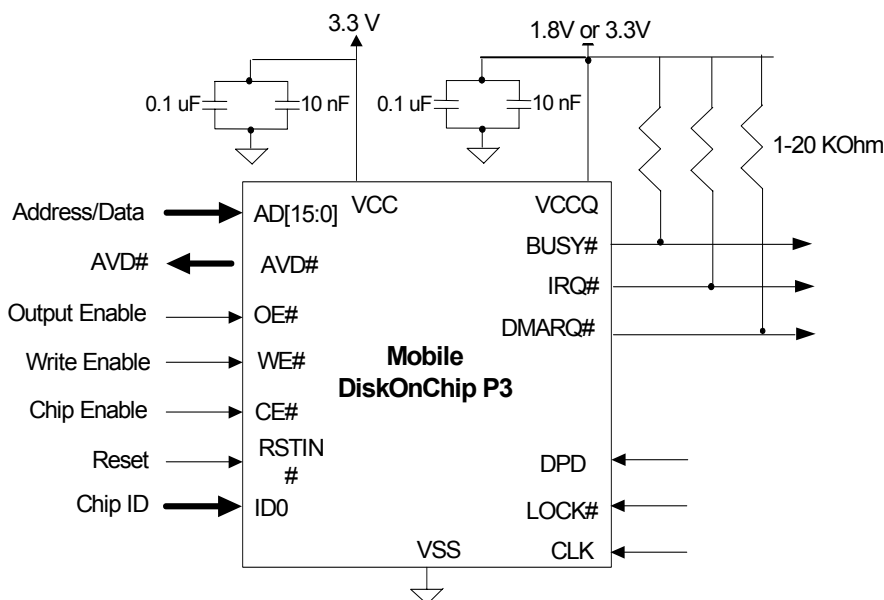 3.3 V
1.8V or 3.3V
0.1 uF
10 nF
0.1 uF
10 nF
1-20 KOhm
Address/Data
AD[15:0]
VCC
VCCQ
BUSY#
AVD#
AVD#
IRQ#
Output Enable
OE#
DMARQ#
Write Enable
WE#
Mobile
DiskOnChip P3
Chip Enable
CE#
Reset
RSTIN
#
DPD
Chip ID
ID0
LOCK#
VSS
CLK